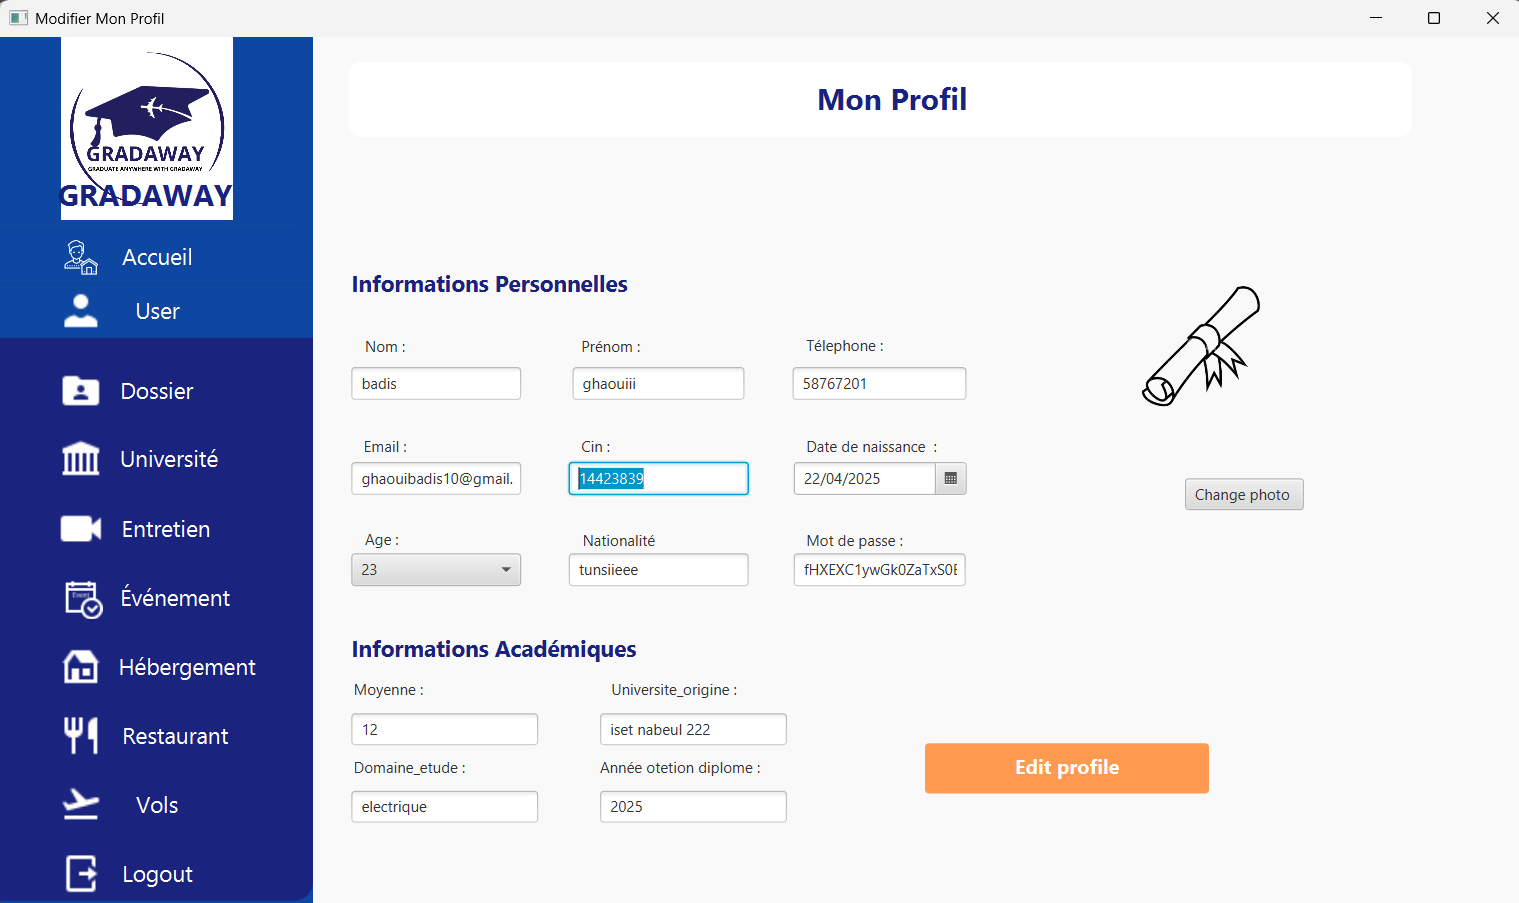 Modifier Mon Profil
GRADAWAY
GRADUATE ANYWHERE WITH GRADAWAY
GRADAWAY
Accueil
User
Dossier
Université
Entretien
Événement
Hébergement
Restaurant
Vols
Logout
Mon Profil
Informations Personnelles
Nom : Prénom : Télephone :
badis ghaouiii 58767201
Email : Cin : Date de naissance :
ghaouibadis10@gmail. 14423839 22/04/2025
Age : Nationalité Mot de passe :
23 tunsiieee fHXEXC1ywGk0ZaTxS0E
Change photo
Informations Académiques
Moyenne : Universite_origine :
12 iset nabeul 222
Domaine_etude : Année otetion diplome :
electrique 2025
Edit profile